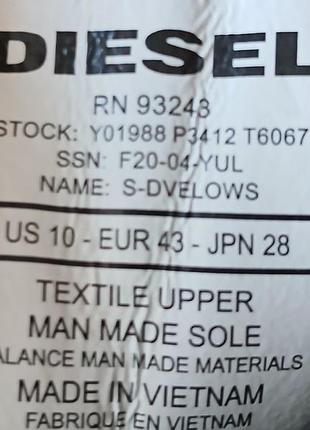 DIESEL
RN 93243
STOCK: Y01988 P3412 T6067
SSN: F20-04-YUL
NAME: S-DVELOWS
US 10 - EUR 43 - JPN 28
TEXTILE UPPER
MAN MADE SOLE
ALANCE MAN MADE MATERIALS
MADE IN VIETNAM
FABRIQUE EN VIETNAM